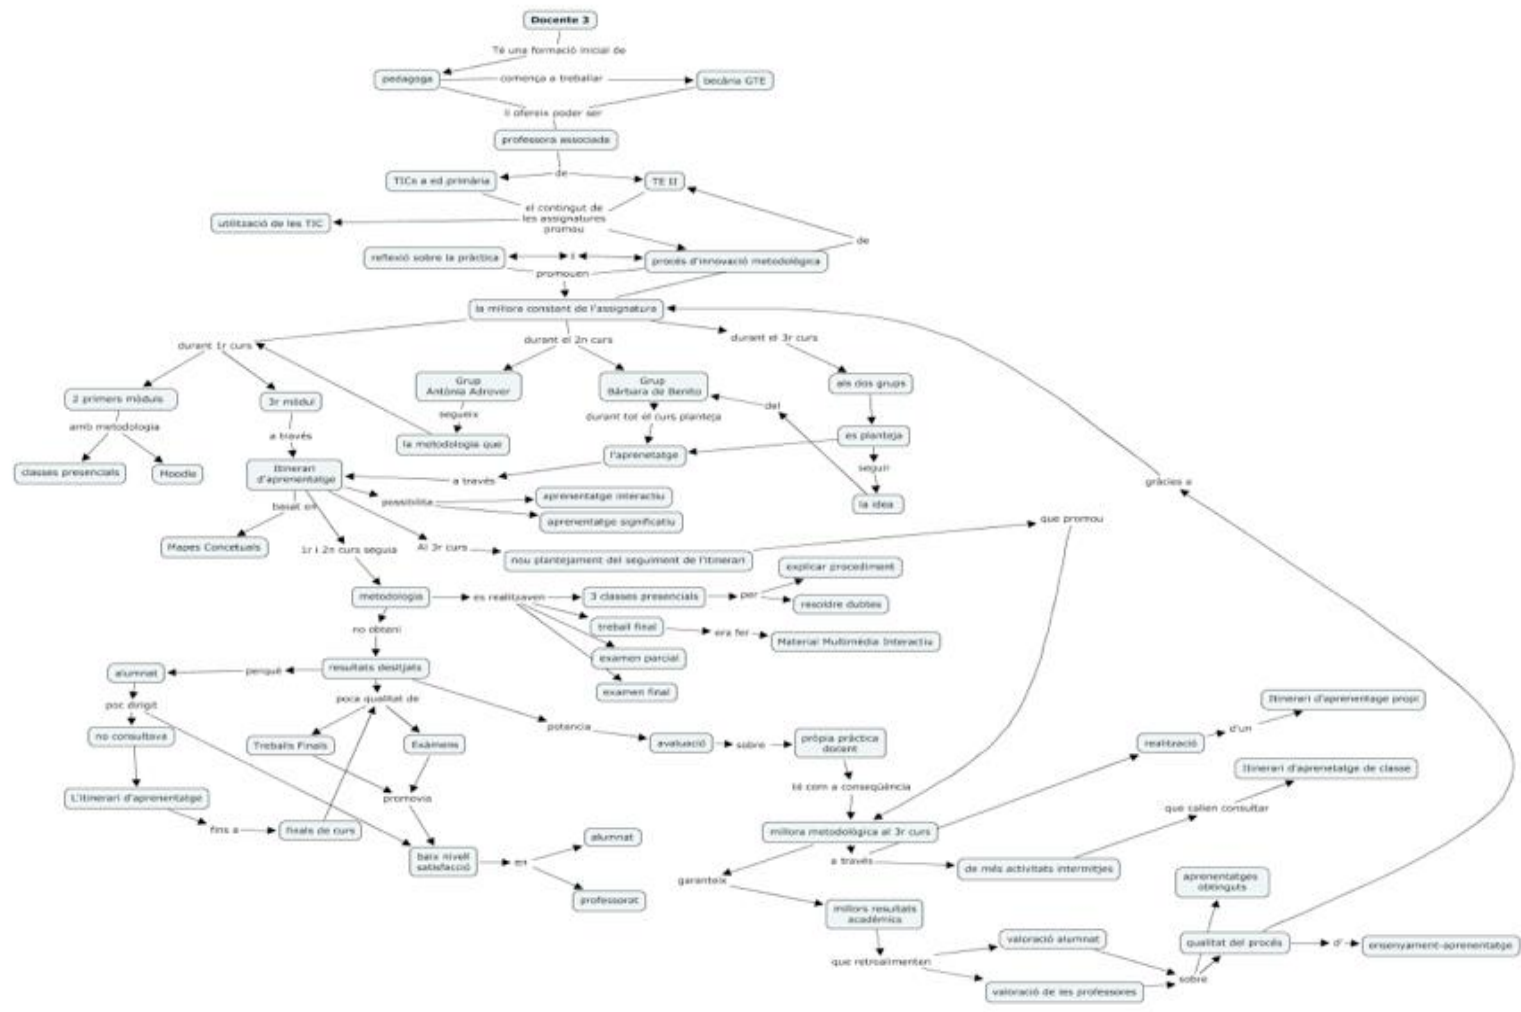 Docente 3
Té una formació inicial de
pedagoga
comença a treballar
becària GTE
li ofereix poder ser
professora associada
de
TICs a ed.primària
TE II
el contingut de
les assignatures
promou
utilització de les TIC
de
reflexió sobre la pràctica
i
procés d'innovació metodològica
promouen
la millora constant de l'assignatura
durant 1r curs
durant el 2n curs
durant el 3r curs
2 primers mòduls
3r mòdul
Grup
Antònia Adrover
Grup
Bàrbara de Benito
als dos grups
amb metodologia
a través
segueix
durant tot el curs planteja
del
la metodologia que
es planteja
classes presencials
Moodle
Itinerari
d'aprenentatge
l'aprenetatge
seguir
a través
la idea
possibilita
aprenentatge interactiu
aprenentatge significatiu
basat en
Mapes Concetuals
1r i 2n curs seguia
Al 3r curs
nou plantejament del seguiment de l'itinerari
que promou
gràcies a
metodologia
es realitzaven
3 classes presencials
per
explicar procediment
resoldre dubtes
treball final
era fer
Material Multimèdia Interactiu
examen parcial
examen final
no obtení
resultats desitjats
perquè
alumnat
poc dirigit
no consultava
L'itinerari d'aprenentatge
fins a
finals de curs
poca qualitat de
Treballs Finals
Exàmens
promovia
baix nivell
satisfacció
en
alumnat
professorat
potencia
avaluació
sobre
pròpia pràctica
docent
té com a conseqüència
millora metodològica al 3r curs
a través
realització
d'un
Itinerari d'aprenentage propi
de més activitats intermitjes
que calien consultar
Itinerari d'aprenetatge de classe
garanteix
millors resultats
acadèmics
que retroalimenten
valoració alumnat
valoració de les professores
sobre
aprenentatges
obtinguts
qualitat del procés
d'
ensenyament-aprenentatge